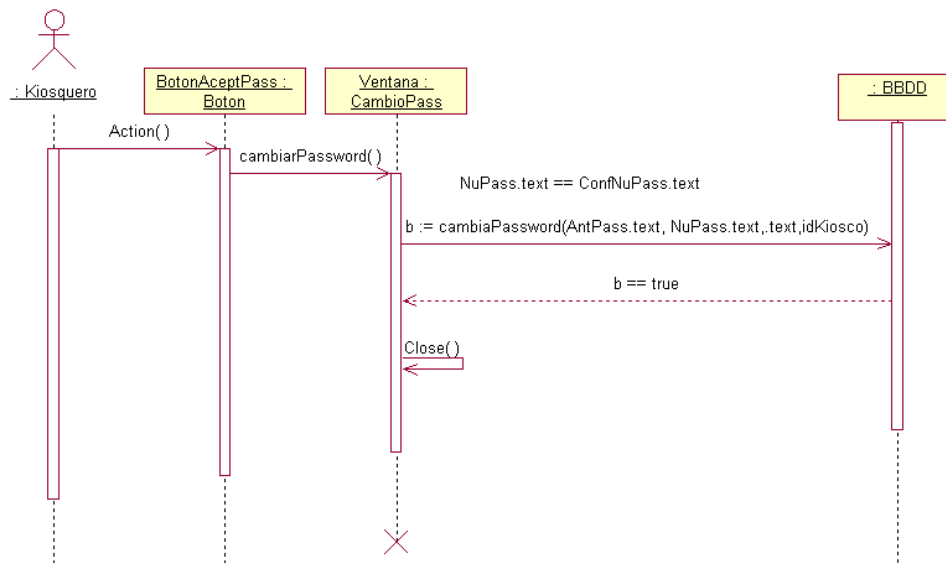 : Kiosquero
BotonAceptPass :
Boton
Ventana :
CambioPass
: BBDD
Action( )
cambiarPassword( )
NuPass.text == ConfNuPass.text
b := cambiaPassword(AntPass.text, NuPass.text,.text,idKiosco)
b == true
Close( )